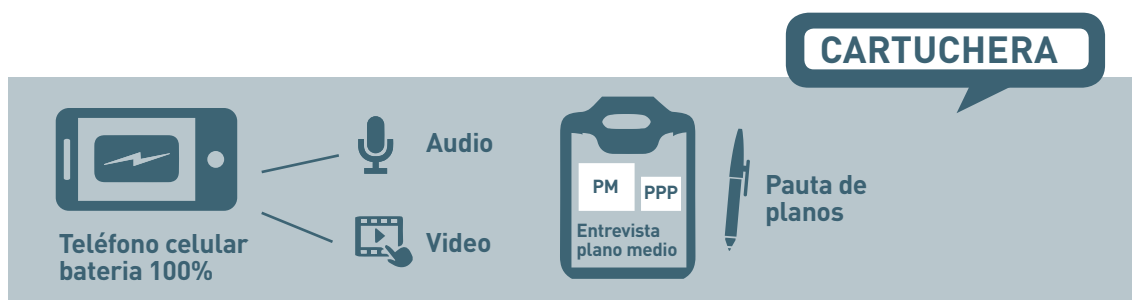 CARTUCHERA
Teléfono celular
bateria 100%
Audio
Video
PM
PPP
Entrevista
plano medio
Pauta de
planos